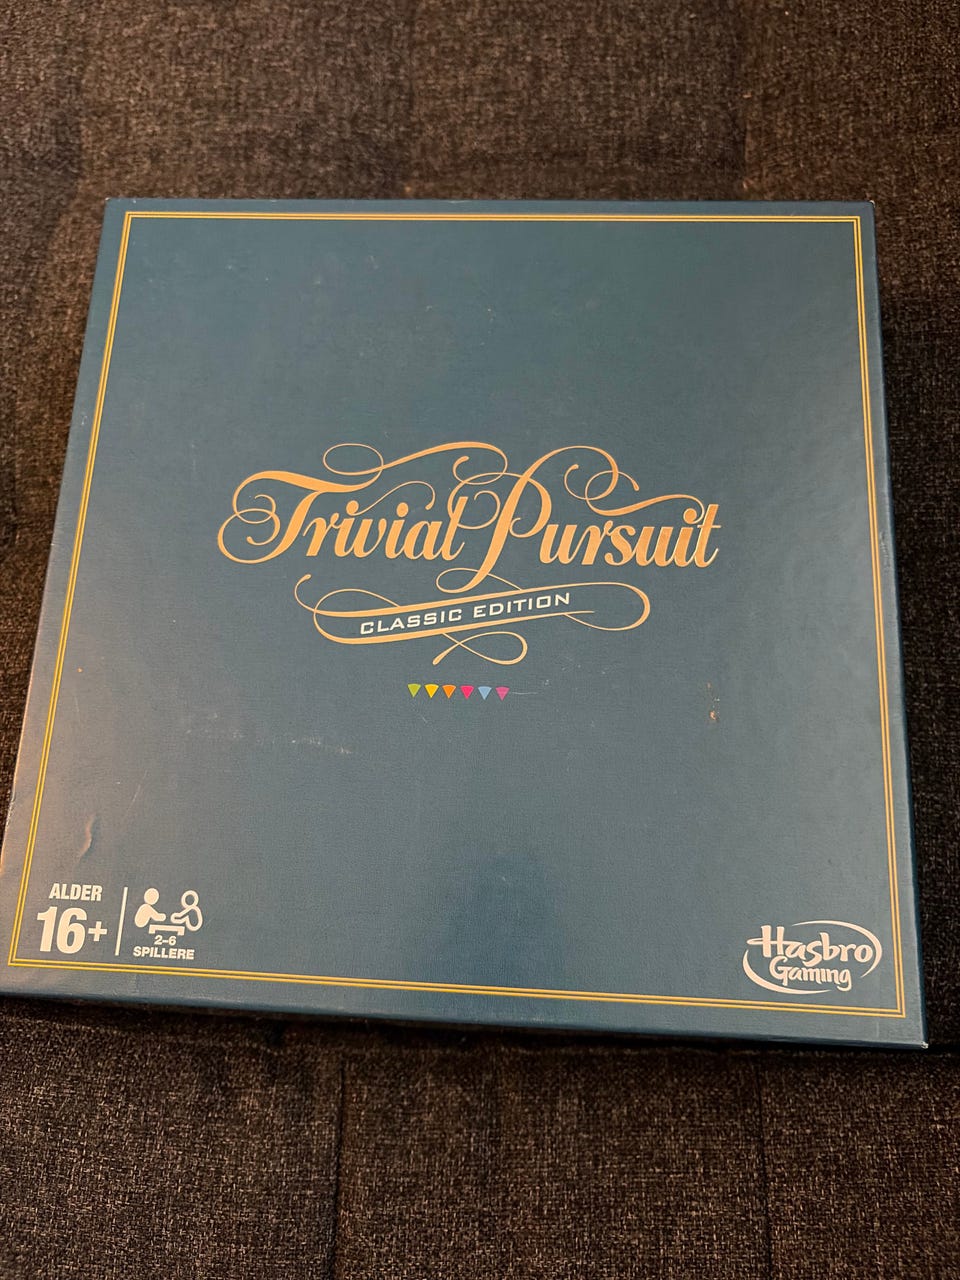 Trivial Pursuit
CLASSIC EDITION
ALDER
16+
2-6
SPILLERE
Hasbro
Gaming